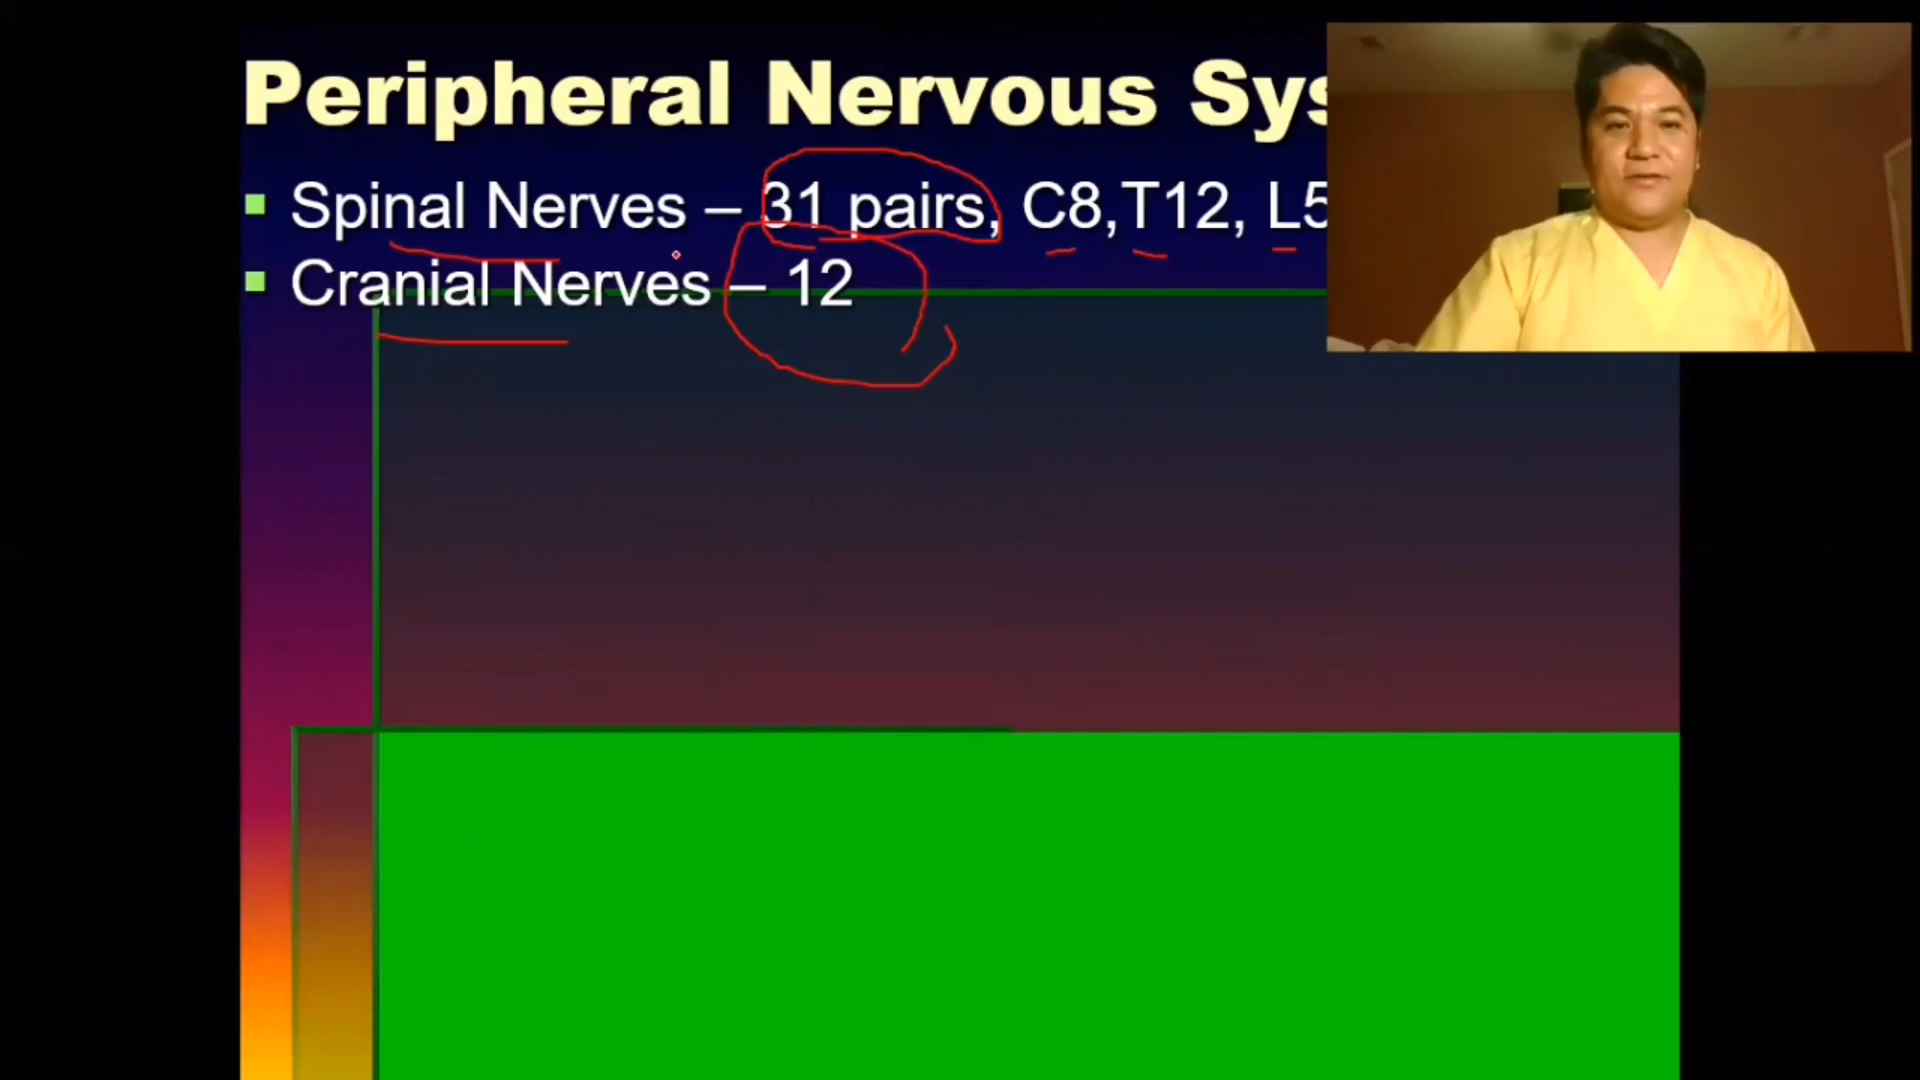 Peripheral Nervous Sys
Spinal Nerves – 31 pairs, C8,T12, L5
Cranial Nerves – 12